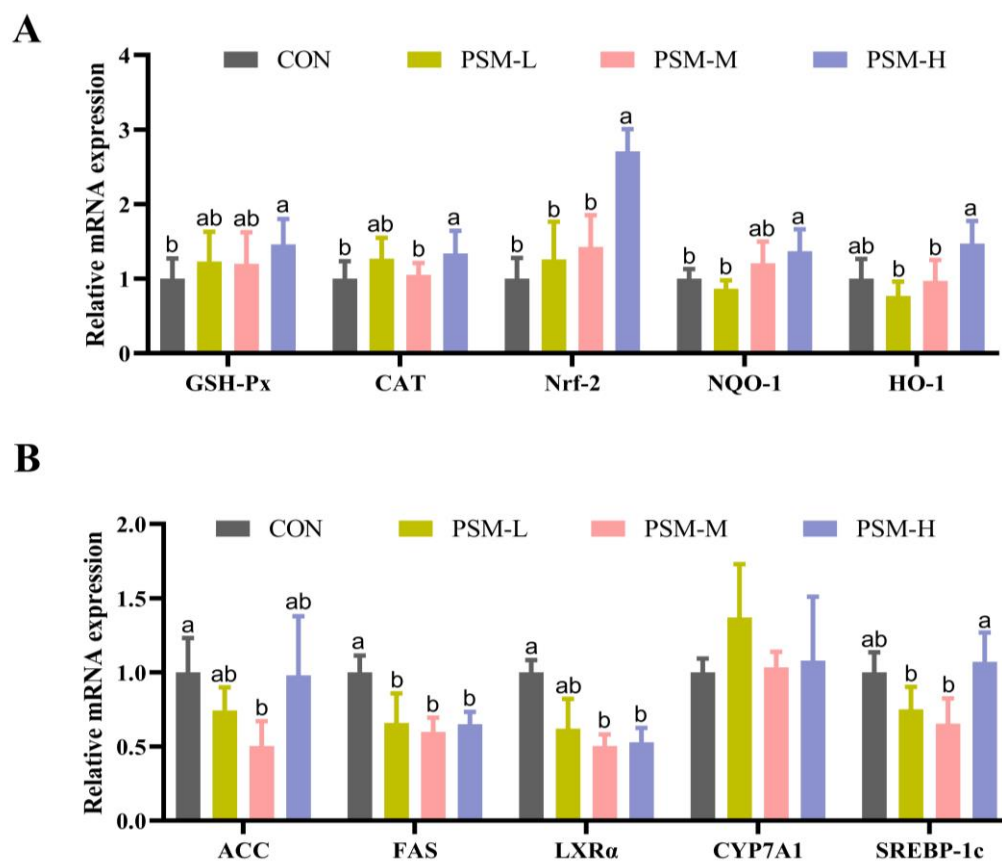 A
CON PSM-L PSM-M PSM-H
Relative mRNA expression
4
3
2
1
0
b ab ab a
b ab b a
b b b a
b b ab a
ab b b a
GSH-Px CAT Nrf-2 NQO-1 HO-1
B
CON PSM-L PSM-M PSM-H
Relative mRNA expression
2.0
1.5
1.0
0.5
0.0
a ab b ab
a b b b
a ab b b
ab b b a
ACC FAS LXRα CYP7A1 SREBP-1c